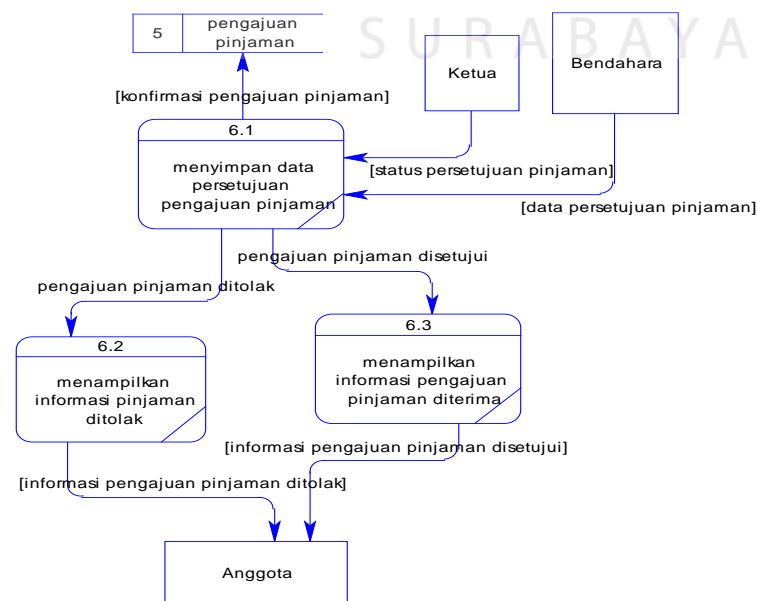 SURABAYA
5
pengajuan
pinjaman
Ketua
Bendahara
[konfirmasi pengajuan pinjaman]
6.1
menyimpan data
persetujuan
pengajuan pinjaman
[status persetujuan pinjaman]
[data persetujuan pinjaman]
pengajuan pinjaman disetujui
pengajuan pinjaman ditolak
6.2
menampilkan
informasi pinjaman
ditolak
6.3
menampilkan
informasi pengajuan
pinjaman diterima
[informasi pengajuan pinjaman disetujui]
[informasi pengajuan pinjaman ditolak]
Anggota